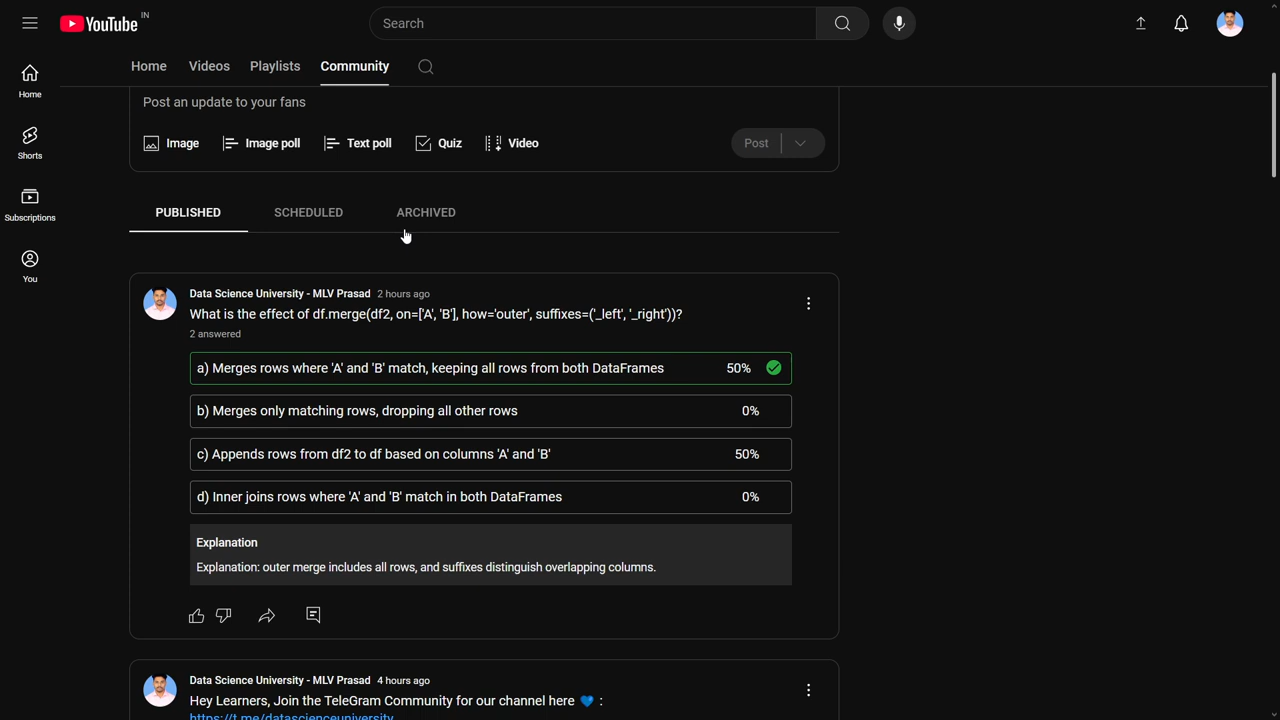 YouTube IN
Search
Home Videos Playlists Community
Home
Shorts
Subscriptions
You
Post an update to your fans
Image Image poll Text poll Quiz Video Post
PUBLISHED SCHEDULED ARCHIVED
Data Science University - MLV Prasad 2 hours ago
What is the effect of df.merge(df2, on=['A', 'B'], how='outer', suffixes=('_left', '_right'))?
2 answered
a) Merges rows where 'A' and 'B' match, keeping all rows from both DataFrames 50%
b) Merges only matching rows, dropping all other rows 0%
c) Appends rows from df2 to df based on columns 'A' and 'B' 50%
d) Inner joins rows where 'A' and 'B' match in both DataFrames 0%
Explanation
Explanation: outer merge includes all rows, and suffixes distinguish overlapping columns.
Data Science University - MLV Prasad 4 hours ago
Hey Learners, Join the TeleGram Community for our channel here 💙 :
https://t.me/datascienceuniversity